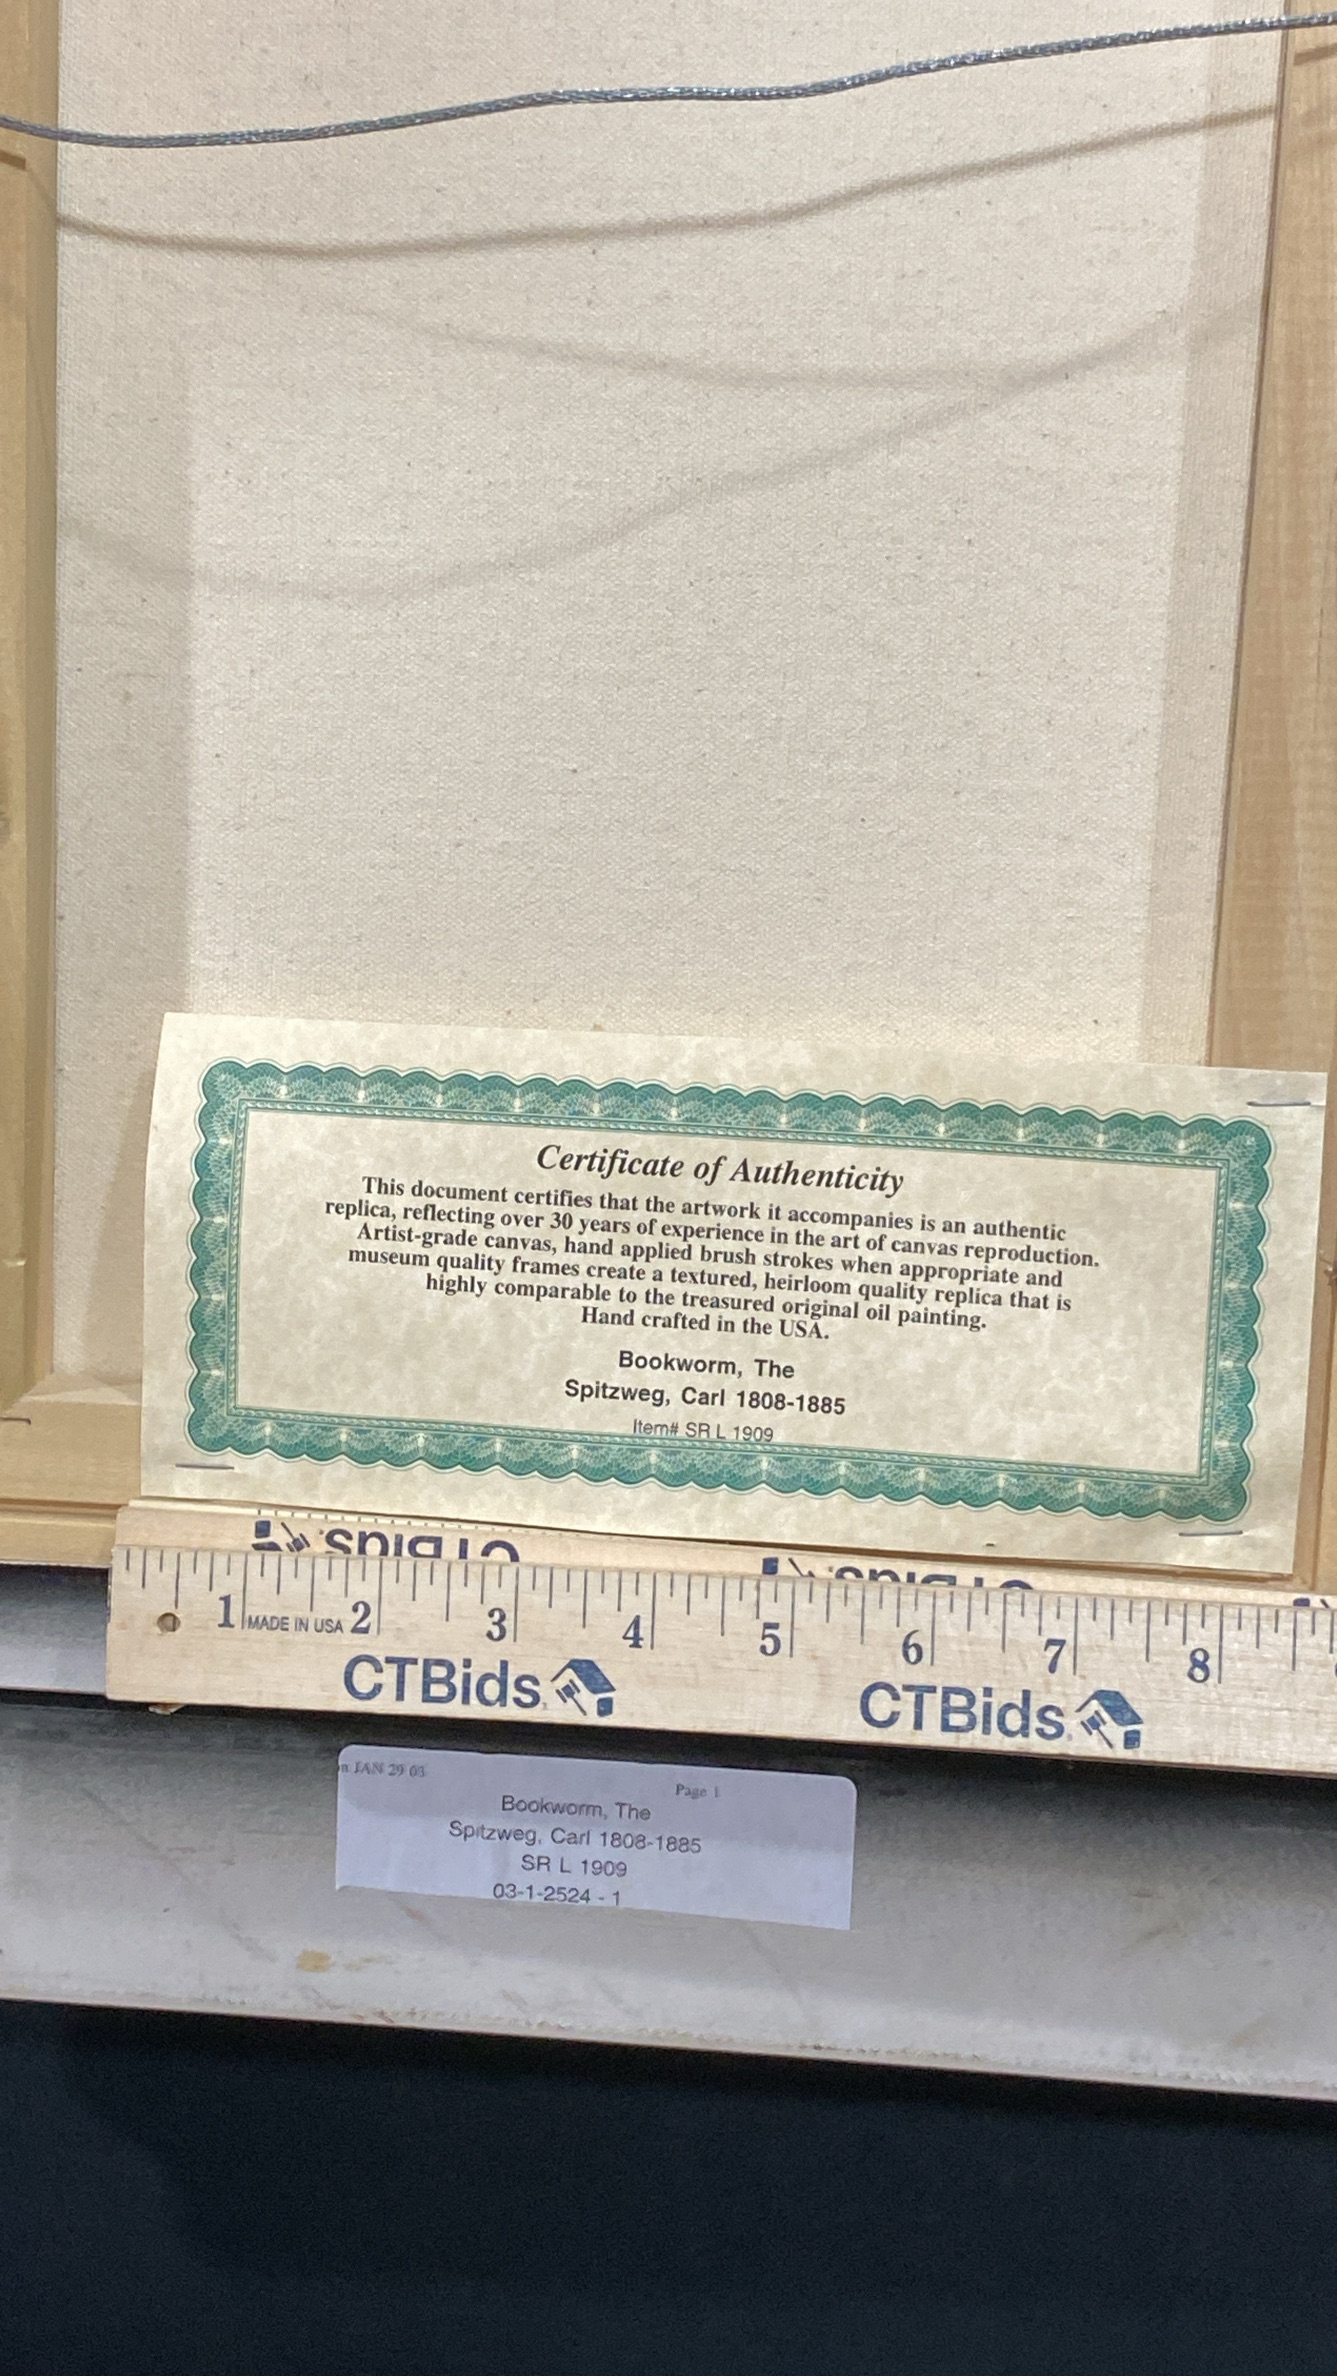 Certificate of Authenticity
This document certifies that the artwork it accompanies is an authentic
replica, reflecting over 30 years of experience in the art of canvas reproduction.
Artist-grade canvas, hand applied brush strokes when appropriate and
museum quality frames create a textured, heirloom quality replica that is
highly comparable to the treasured original oil painting.
Hand crafted in the USA.
Bookworm, The
Spitzweg, Carl 1808-1885
Item# SR L 1909
1 MADE IN USA 2 3 4 5 6 7 8
CTBids CTBids
JAN 29 03
Page 1
Bookworm, The
Spitzweg, Carl 1808-1885
SR L 1909
03-1-2524 - 1